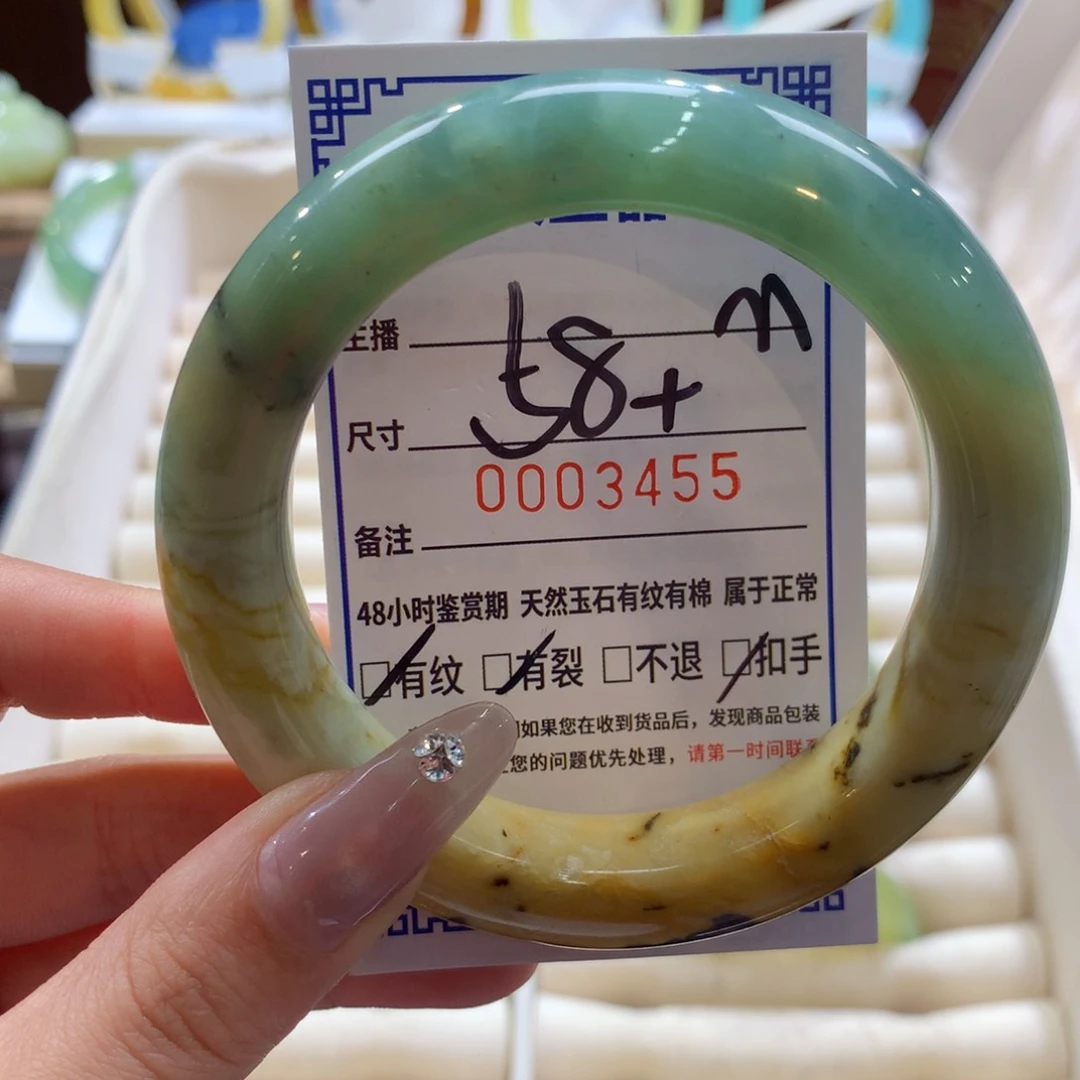 m
主播
58+
尺寸
0003455
备注
48小时鉴赏期 天然玉石有纹有棉 属于正常
□有纹 □有裂 □不退 □扣手
如果您在收到货品后，发现商品包装
您的问题优先处理，请第一时间联系